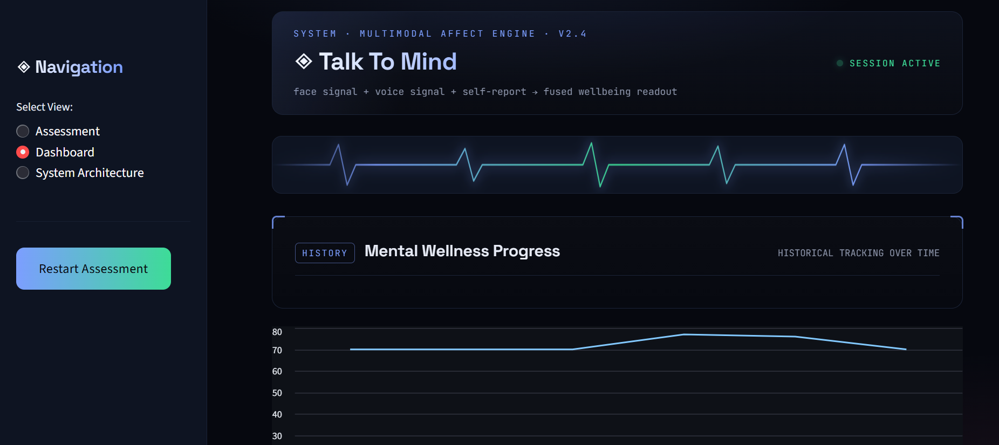 Navigation
Select View:
Assessment
Dashboard
System Architecture
Restart Assessment
SYSTEM · MULTIMODAL AFFECT ENGINE · V2.4
Talk To Mind
SESSION ACTIVE
face signal + voice signal + self-report → fused wellbeing readout
HISTORY
Mental Wellness Progress
HISTORICAL TRACKING OVER TIME
80
70
60
50
40
30